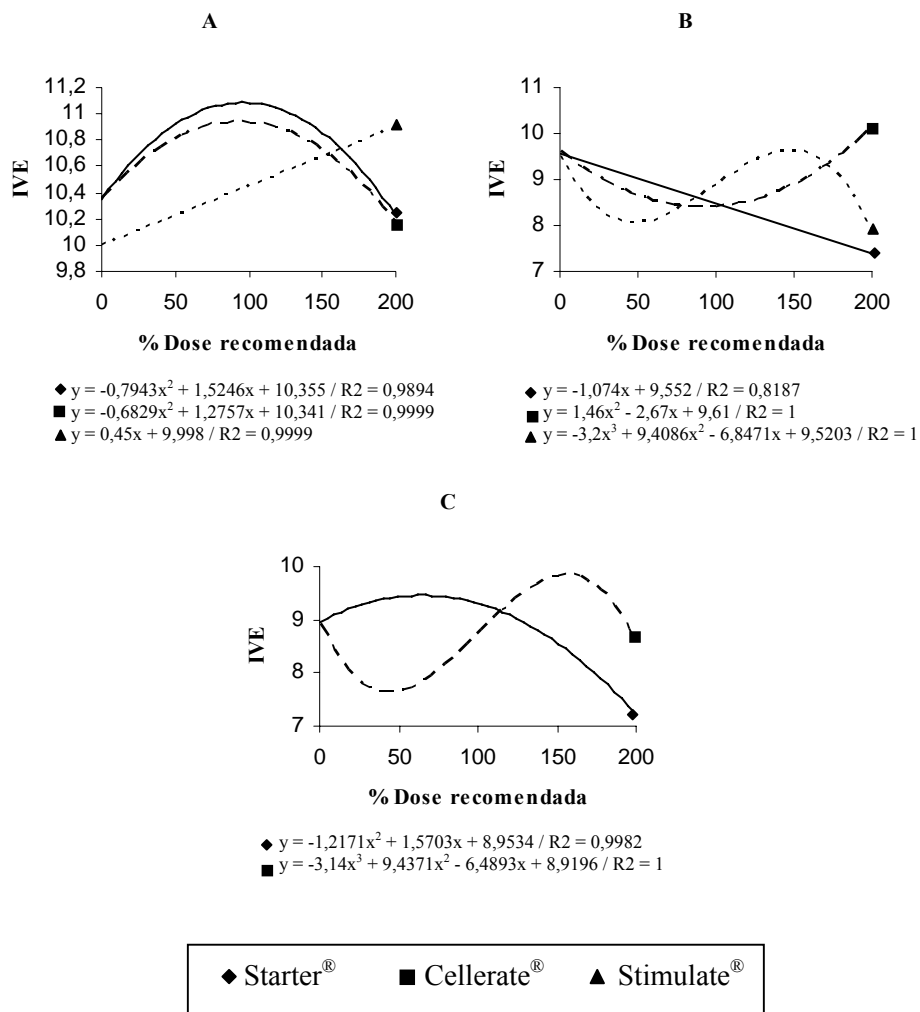 A
IVE
11,2
11
10,8
10,6
10,4
10,2
10
9,8
0 50 100 150 200
% Dose recomendada
◆ y = -0,7943x² + 1,5246x + 10,355 / R2 = 0,9894
■ y = -0,6829x² + 1,2757x + 10,341 / R2 = 0,9999
▲ y = 0,45x + 9,998 / R2 = 0,9999
B
IVE
11
10
9
8
7
0 50 100 150 200
% Dose recomendada
◆ y = -1,074x + 9,552 / R2 = 0,8187
■ y = 1,46x² - 2,67x + 9,61 / R2 = 1
▲ y = -3,2x³ + 9,4086x² - 6,8471x + 9,5203 / R2 = 1
C
IVE
10
9
8
7
0 50 100 150 200
% Dose recomendada
◆ y = -1,2171x² + 1,5703x + 8,9534 / R2 = 0,9982
■ y = -3,14x³ + 9,4371x² - 6,4893x + 8,9196 / R2 = 1
◆ Starter® ■ Cellerate® ▲ Stimulate®